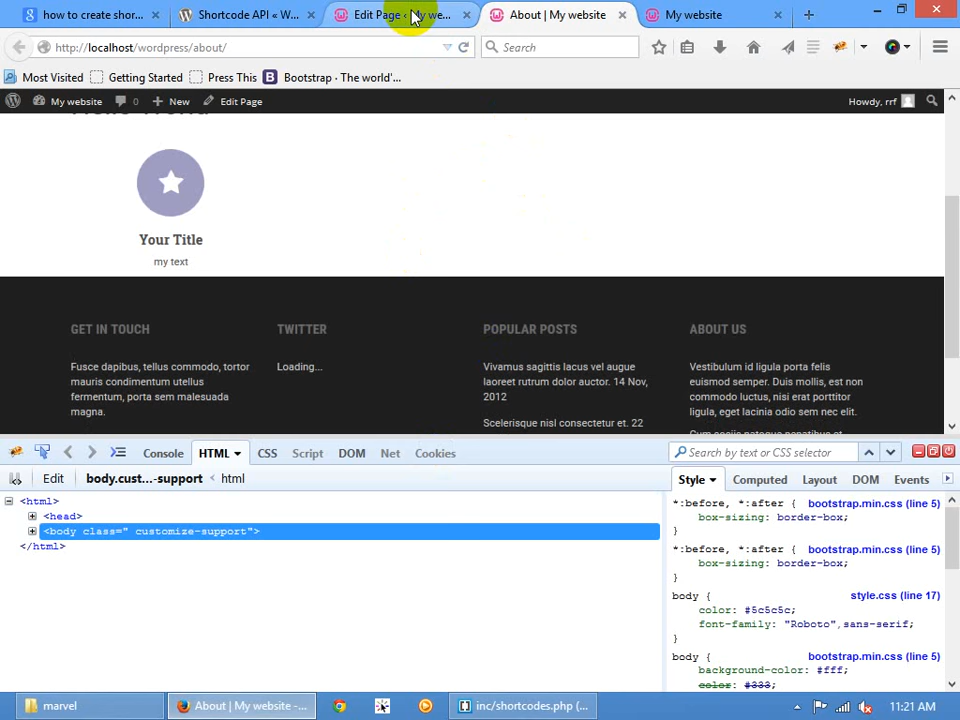 how to create shor... Shortcode API « W... Edit Page ‹ My we... About | My website My website
http://localhost/wordpress/about/ Search
Most Visited Getting Started Press This Bootstrap · The world'...
My website 0 New Edit Page Howdy, rrf
Your Title
my text
GET IN TOUCH TWITTER POPULAR POSTS ABOUT US
Fusce dapibus, tellus commodo, tortor mauris condimentum utellus fermentum, porta sem malesuada magna.
Loading...
Vivamus sagittis lacus vel augue laoreet rutrum dolor auctor. 14 Nov, 2012
Scelerisque nisl consectetur et. 22
Vestibulum id ligula porta felis euismod semper. Duis mollis, est non commodo luctus, nisi erat porttitor ligula, eget lacinia odio sem nec elit.
Console HTML CSS Script DOM Net Cookies Search by text or CSS selector
Edit body.cust...-support < html Style Computed Layout DOM Events
<html>
<head>
<body class=" customize-support">
</html>
*:before, *:after { bootstrap.min.css (line 5)
box-sizing: border-box;
}
*:before, *:after { bootstrap.min.css (line 5)
box-sizing: border-box;
}
body { style.css (line 17)
color: #5c5c5c;
font-family: "Roboto",sans-serif;
}
body { bootstrap.min.css (line 5)
background-color: #fff;
color: #333;
marvel About | My website -... inc/shortcodes.php (... 11:21 AM